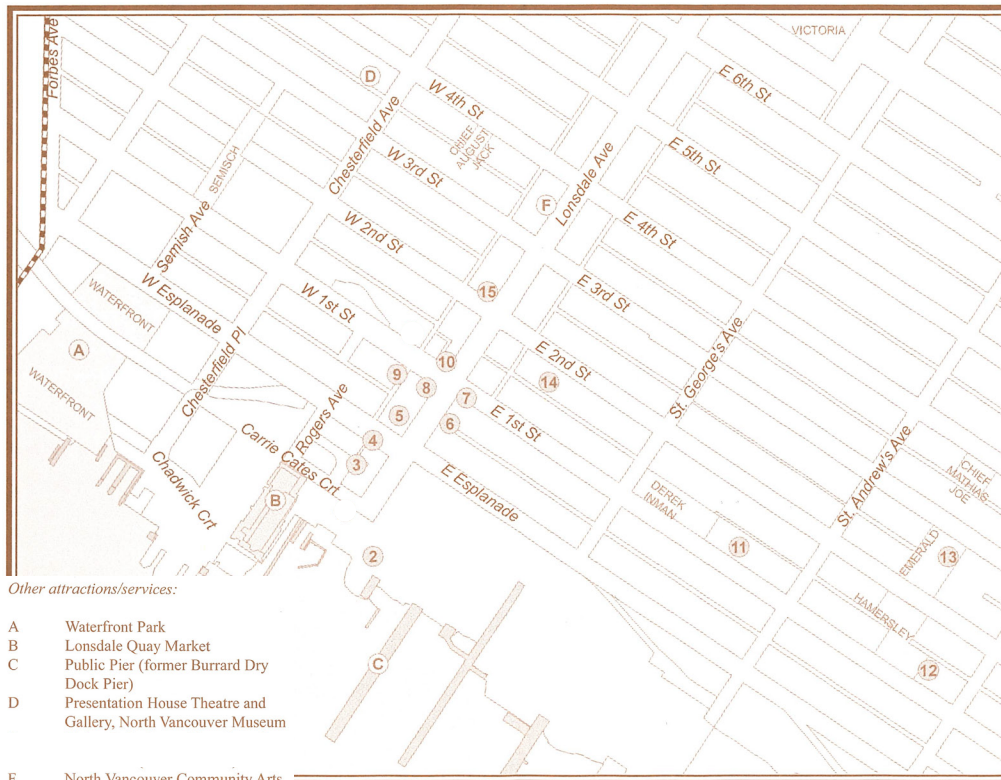 VICTORIA
Forbes Ave
D
E 6th St
W 4th St
CHIEF
AUGUST
JACK
Chesterfield Ave
E 5th St
W 3rd St
SEMISCH
Lonsdale Ave
F
E 4th St
Semish Ave
W 2nd St
15
E 3rd St
W Esplanade
WATERFRONT
W 1st St
A
Chesterfield Pl
WATERFRONT
10
E 2nd St
St. George's Ave
9
8
14
7
Rogers Ave
5
6
E 1st St
4
Carrie Cates Crt
3
E Esplanade
St. Andrew's Ave
CHIEF
MATHIAS
JOE
Chadwick Crt
B
DEREK
INMAN
11
EMERALD
13
2
HAMERSLEY
12
C
Other attractions/services:
A Waterfront Park
B Lonsdale Quay Market
C Public Pier (former Burrard Dry
Dock Pier)
D Presentation House Theatre and
Gallery, North Vancouver Museum
North Vancouver Community Arts